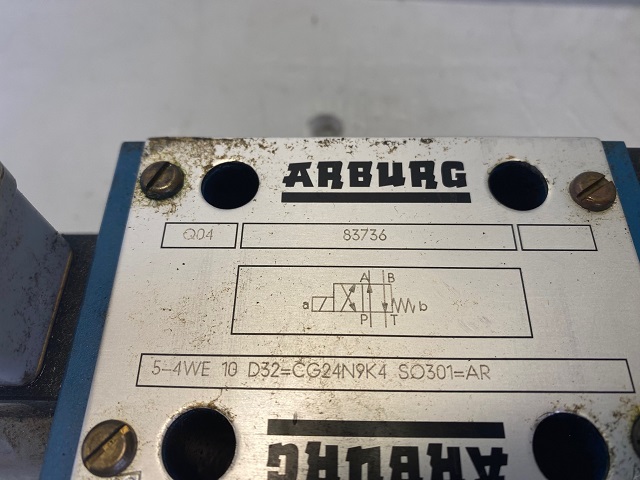 ARBURG
Q04 83736
A B
a b
P T
5-4WE 10 D32=CG24N9K4 SO301=AR
ARBURG